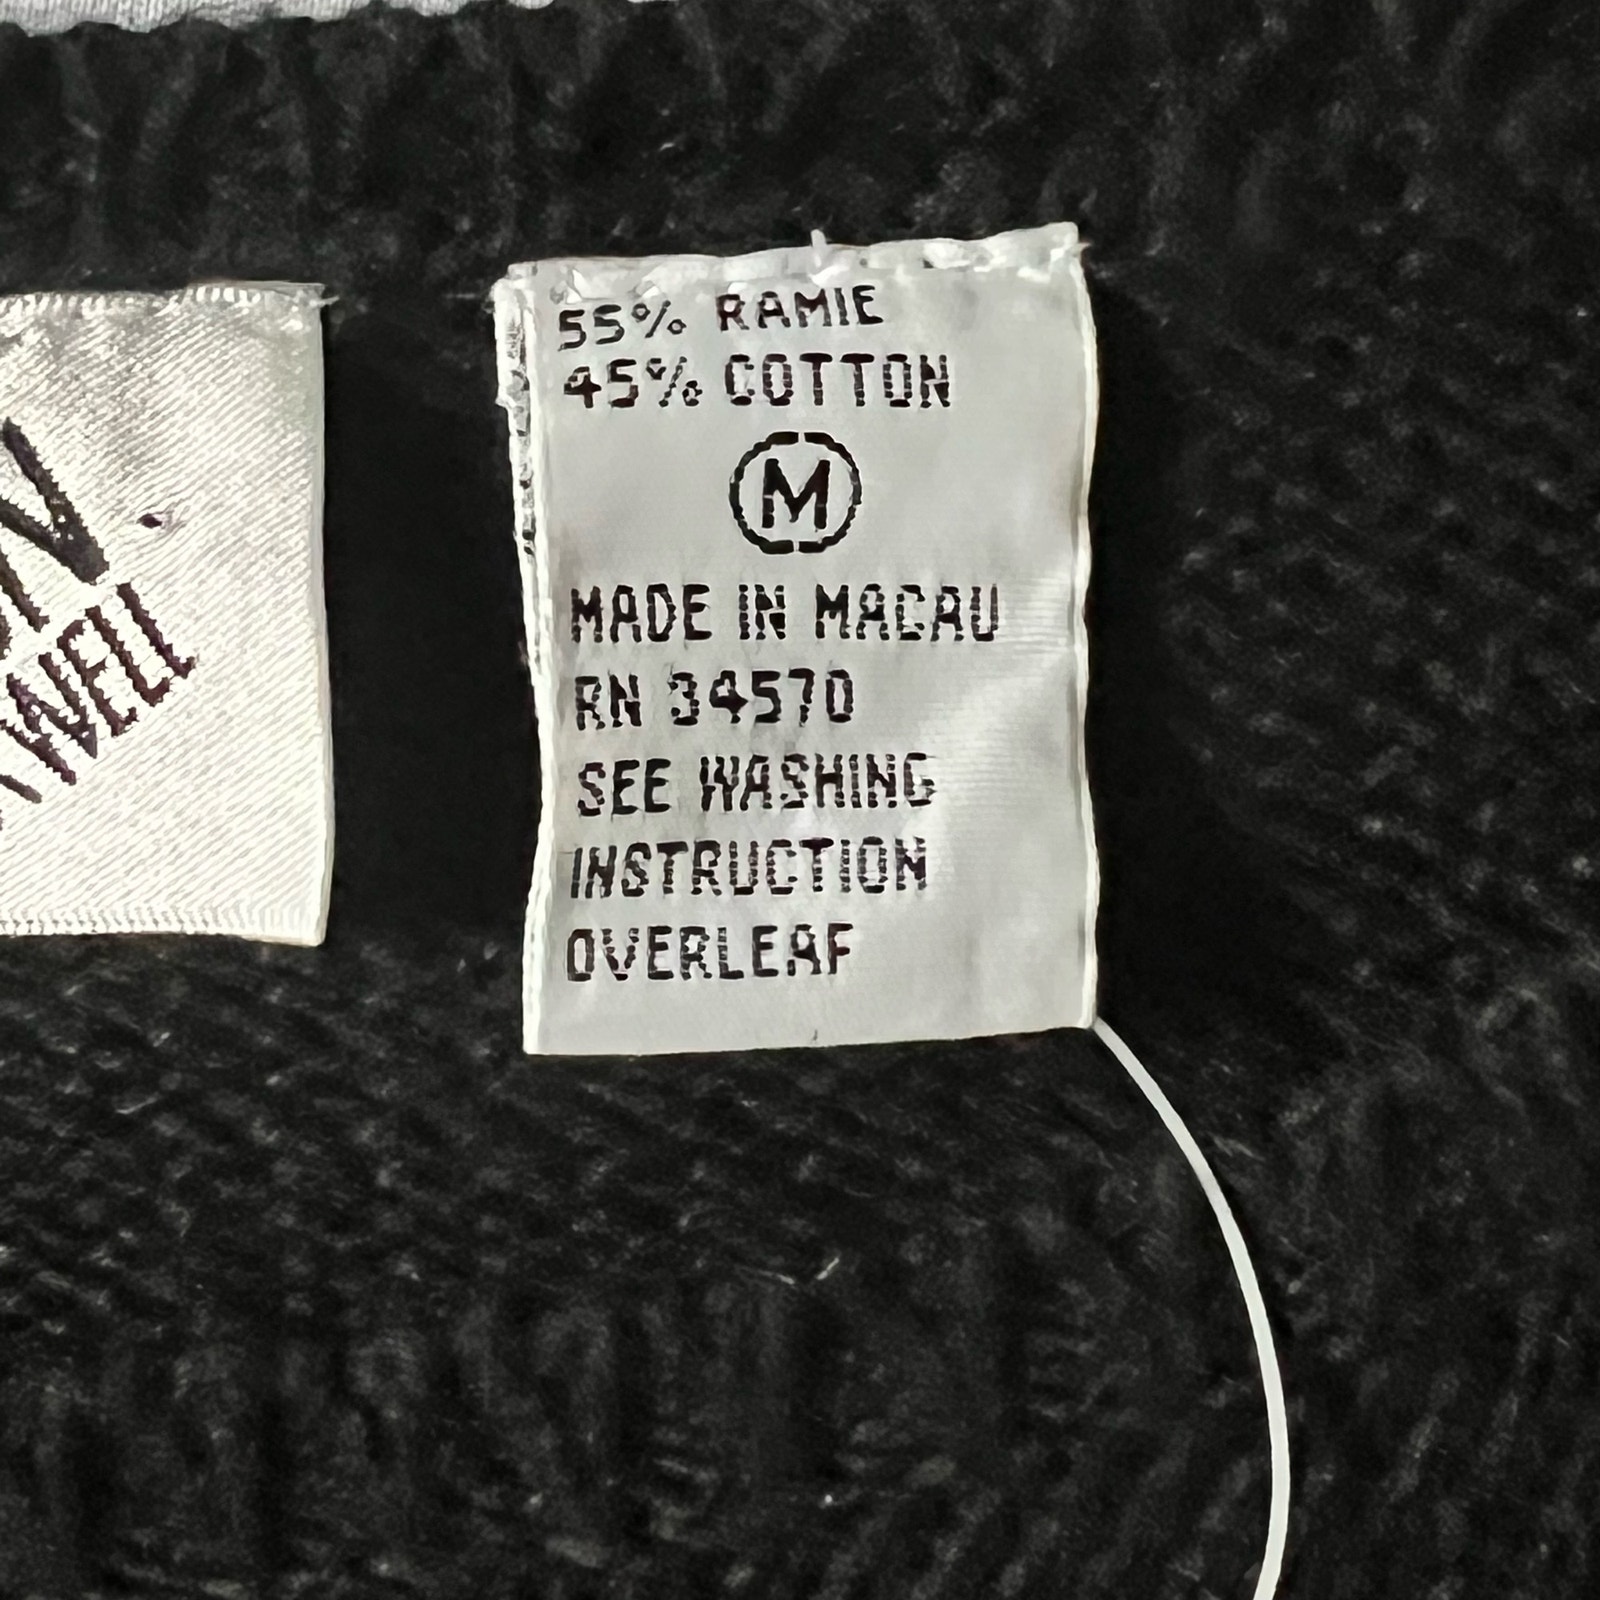 55% RAMIE
45% COTTON
M
MADE IN MACAU
RN 34570
SEE WASHING
INSTRUCTION
OVERLEAF